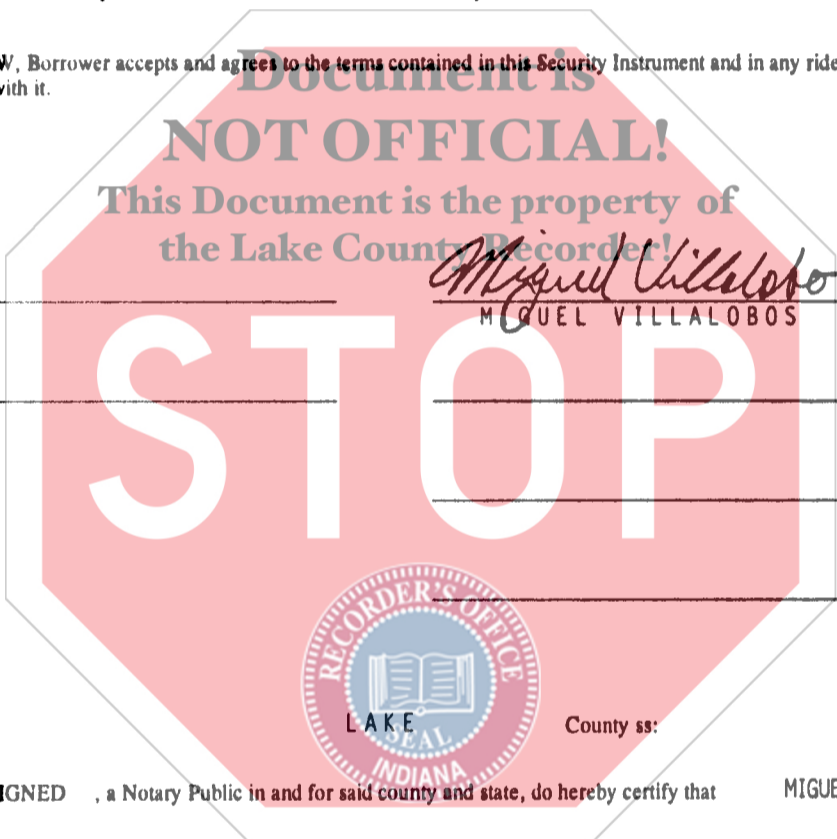 W, Borrower accepts and agrees to the terms contained in this Security Instrument and in any ride
with it.
Document is
NOT OFFICIAL!
This Document is the property of
the Lake County Recorder!
Miguel Villalobo
MIGUEL VILLALOBOS
STOP
RECORDER'S OFFICE
LAKE County ss:
SEAL
INDIANA
IGNED , a Notary Public in and for said county and state, do hereby certify that MIGUE